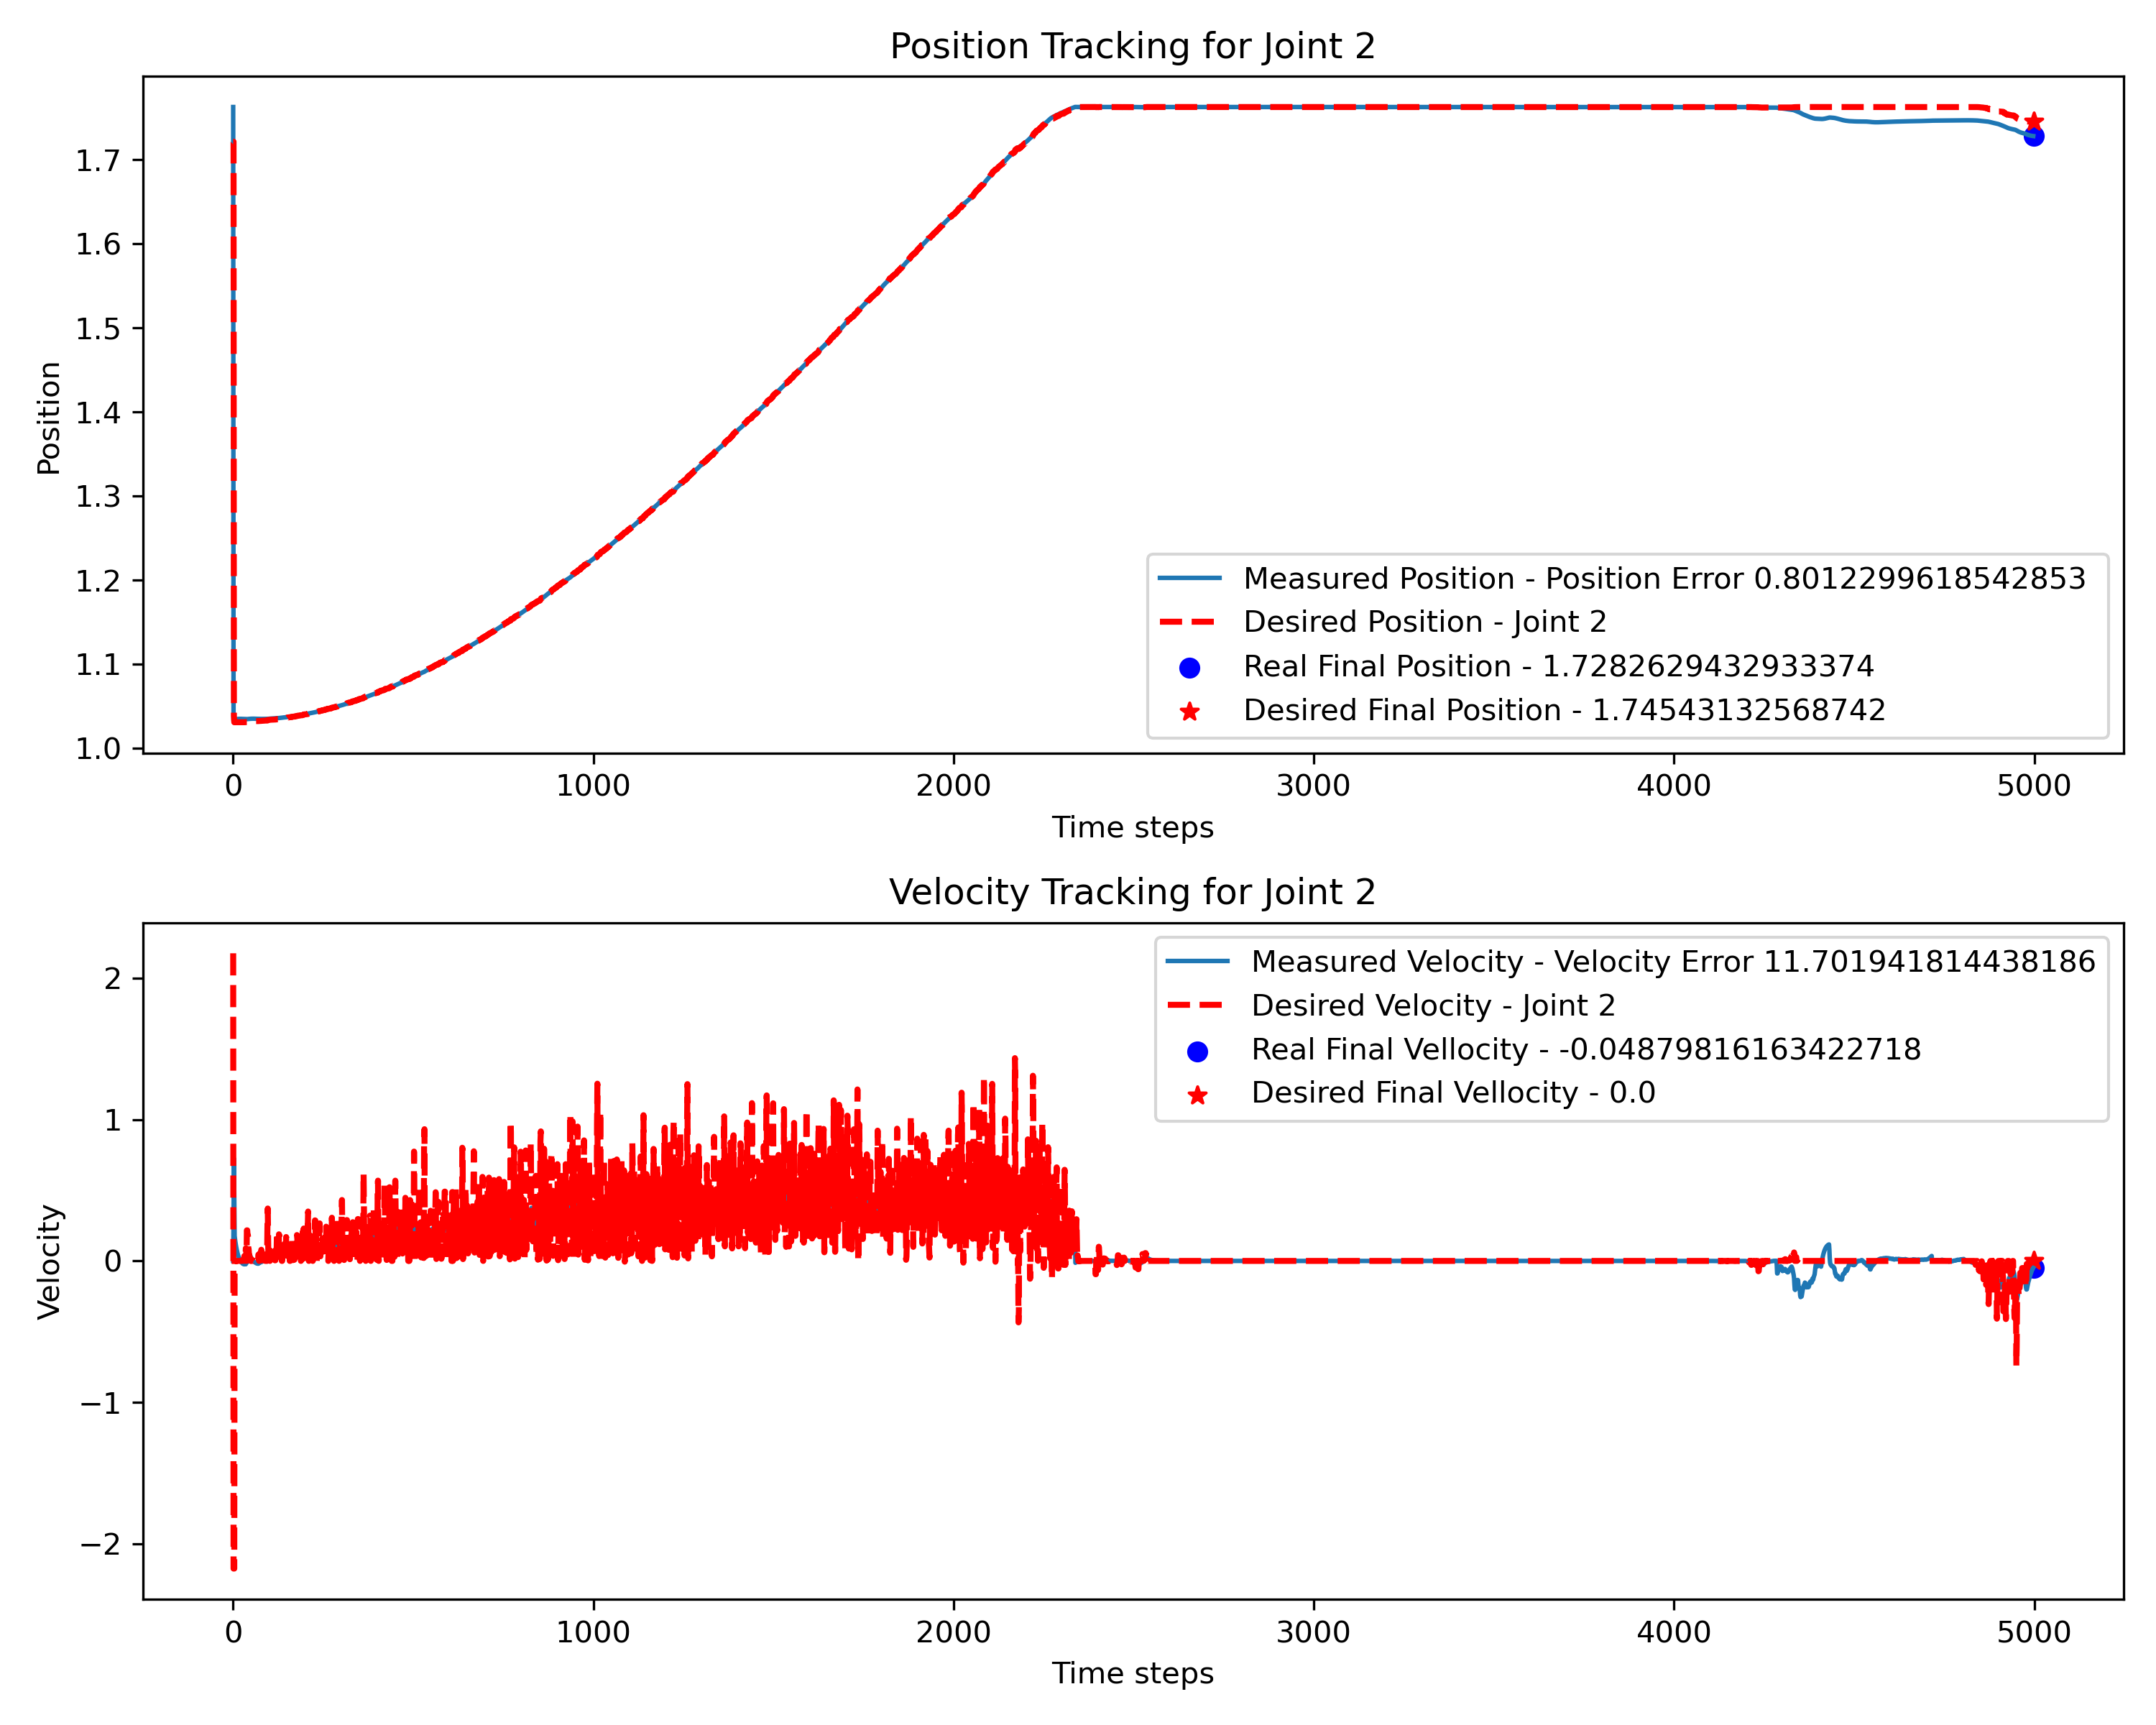 Position Tracking for Joint 2
Position
1.7
1.6
1.5
1.4
1.3
1.2
1.1
1.0
Measured Position - Position Error 0.8012299618542853
Desired Position - Joint 2
Real Final Position - 1.7282629432933374
Desired Final Position - 1.74543132568742
0 1000 2000 3000 4000 5000
Time steps
Velocity Tracking for Joint 2
Velocity
2
1
0
−1
−2
Measured Velocity - Velocity Error 11.701941814438186
Desired Velocity - Joint 2
Real Final Vellocity - -0.04879816163422718
Desired Final Vellocity - 0.0
0 1000 2000 3000 4000 5000
Time steps